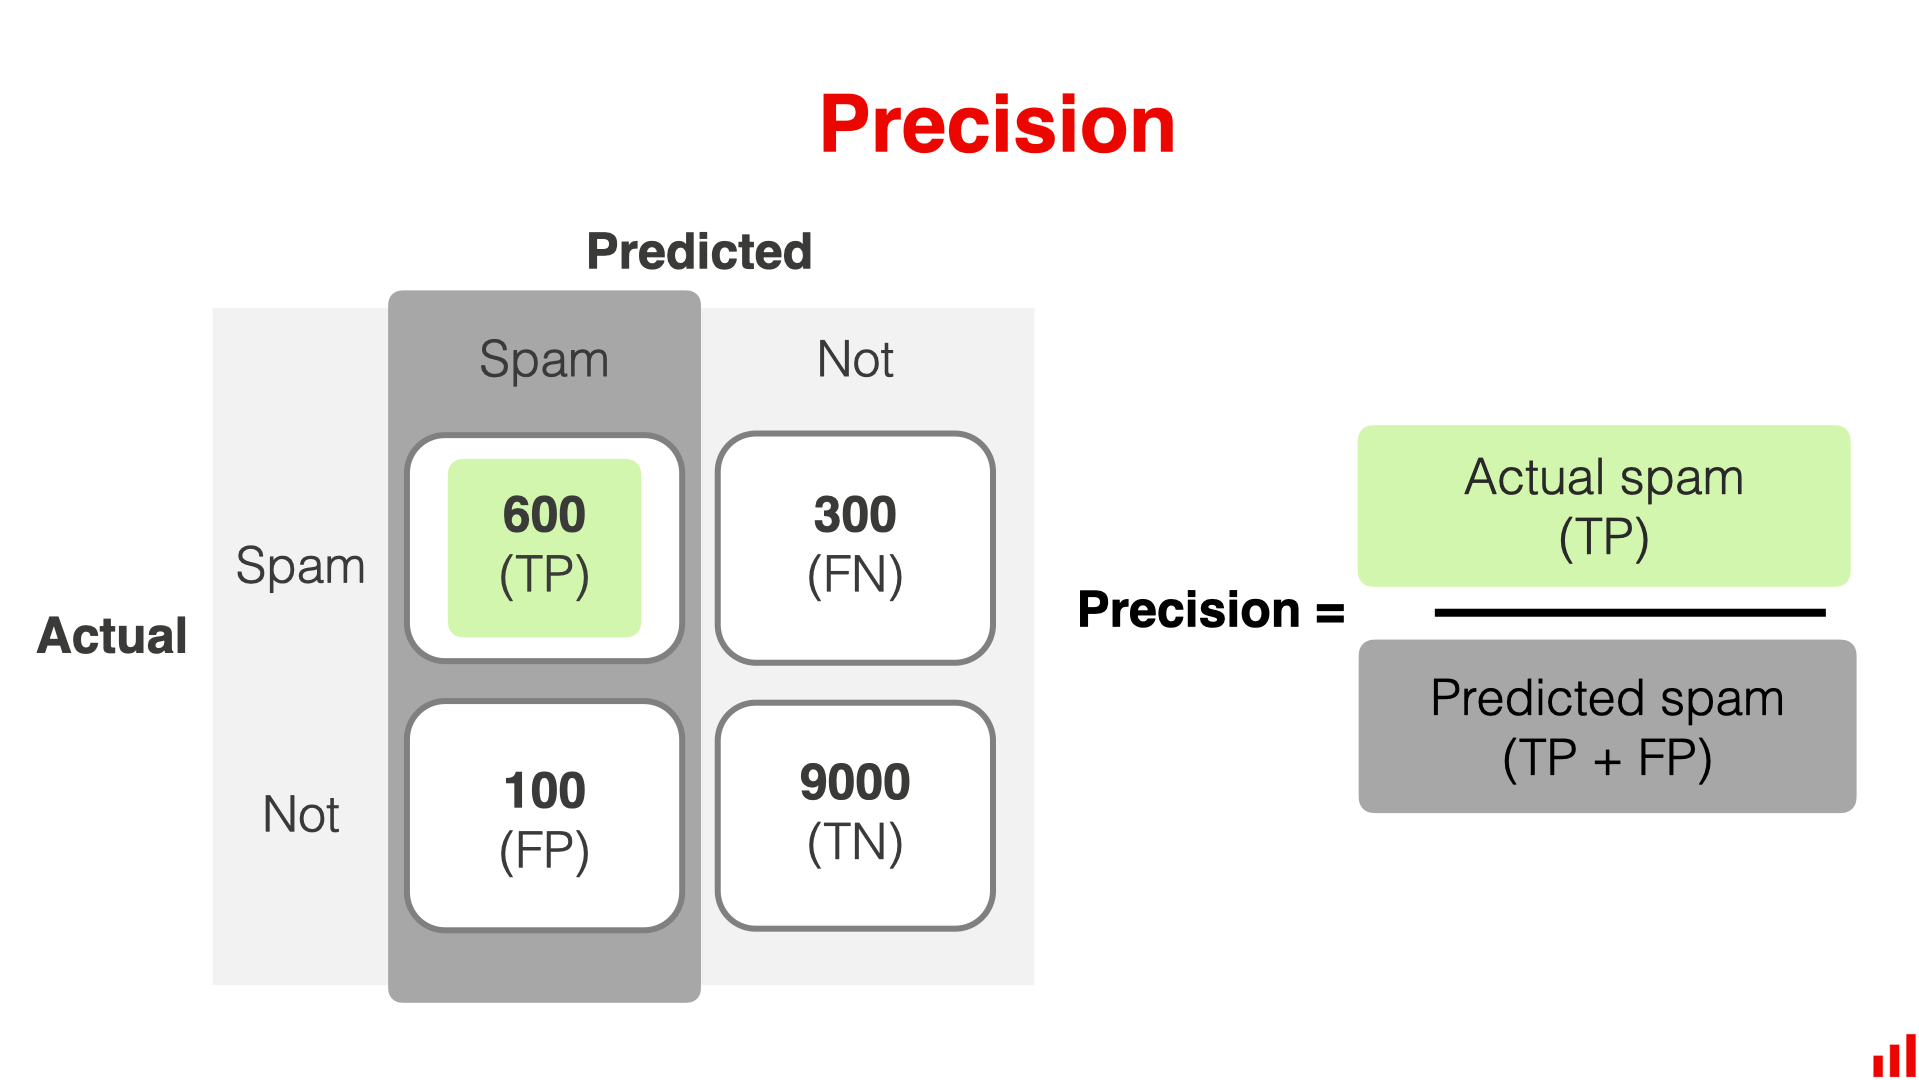 Precision
Predicted
Spam
Not
Actual
Spam
600
(TP)
300
(FN)
Not
100
(FP)
9000
(TN)
Precision =
Actual spam
(TP)
Predicted spam
(TP + FP)